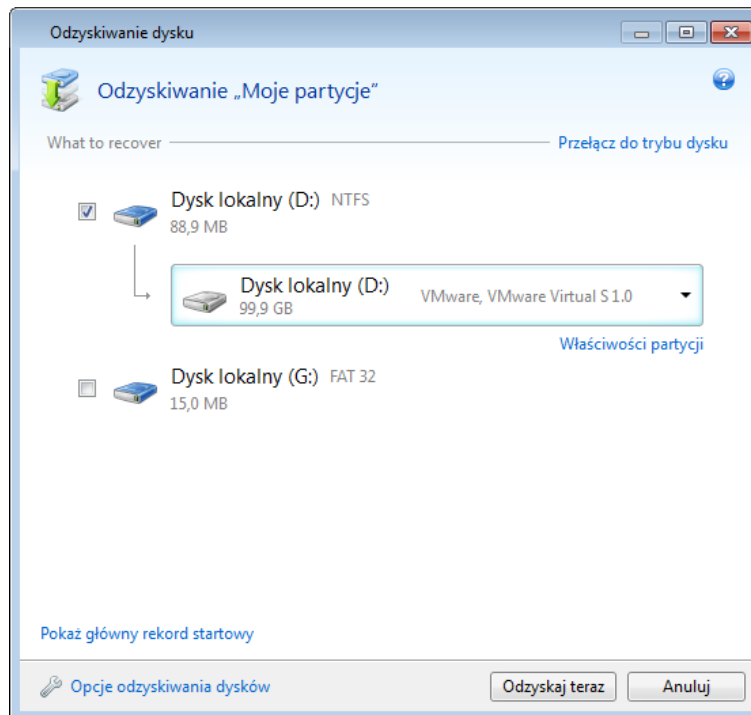 Odzyskiwanie dysku
Odzyskiwanie „Moje partycje”
What to recover
Przełącz do trybu dysku
Dysk lokalny (D:) NTFS
88,9 MB
Dysk lokalny (D:) VMware, VMware Virtual S 1.0
99,9 GB
Właściwości partycji
Dysk lokalny (G:) FAT 32
15,0 MB
Pokaż główny rekord startowy
Opcje odzyskiwania dysków
Odzyskaj teraz
Anuluj